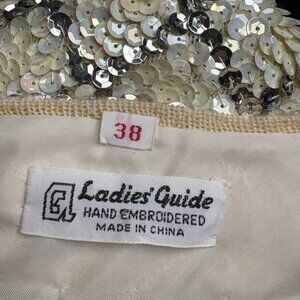 38
Ladies' Guide
HAND EMBROIDERED
MADE IN CHINA